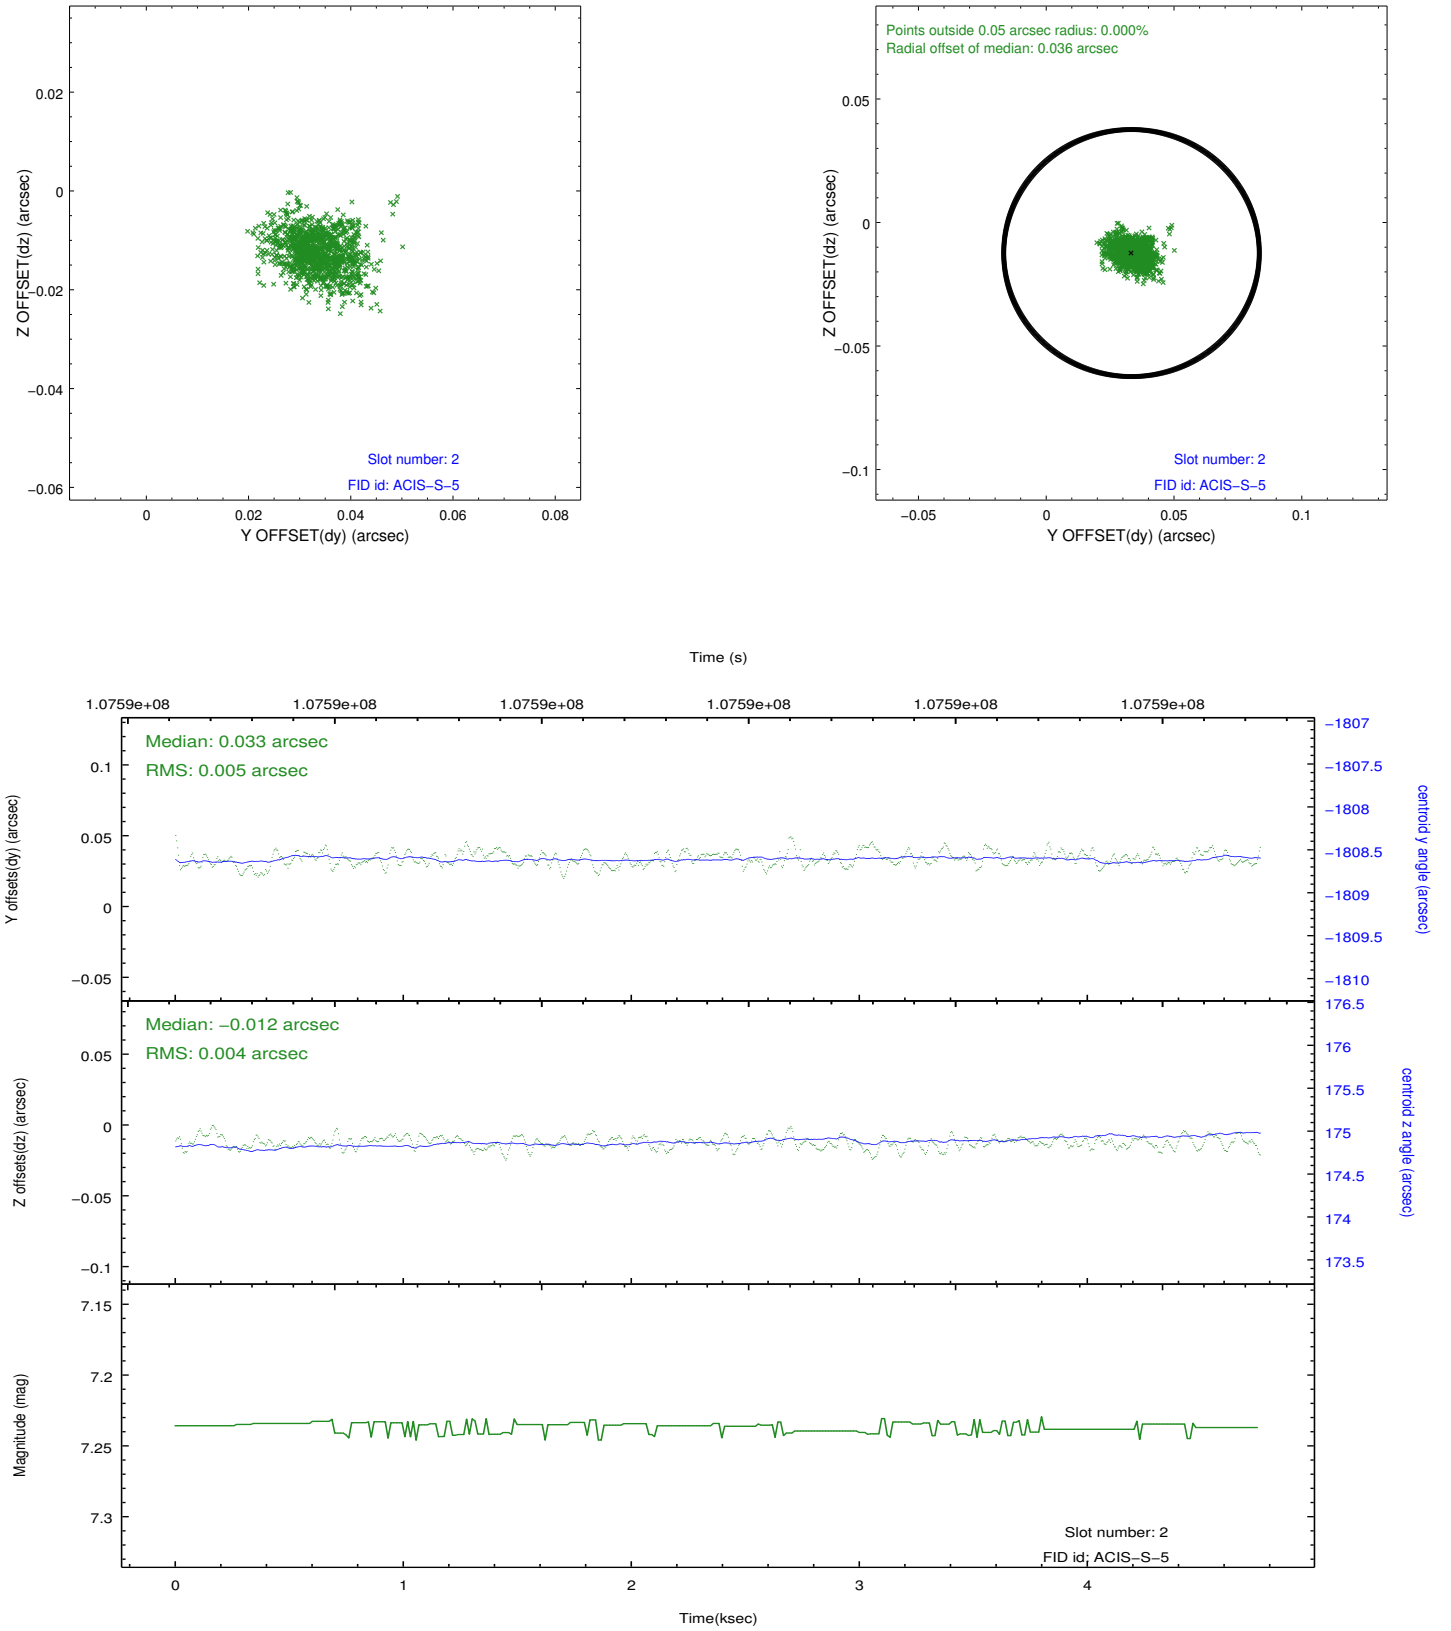 0.02
0
−0.02
−0.04
−0.06
Z OFFSET(dz) (arcsec)
Slot number: 2
FID id: ACIS−S−5
0
0.02
0.04
0.06
0.08
Y OFFSET(dy) (arcsec)
Points outside 0.05 arcsec radius: 0.000%
Radial offset of median: 0.036 arcsec
0.05
0
−0.05
−0.1
Z OFFSET(dz) (arcsec)
Slot number: 2
FID id: ACIS−S−5
−0.05
0
0.05
0.1
Y OFFSET(dy) (arcsec)
Time (s)
1.0759e+08
1.0759e+08
1.0759e+08
1.0759e+08
1.0759e+08
1.0759e+08
Median: 0.033 arcsec
RMS: 0.005 arcsec
0.1
0.05
0
−0.05
Y offsets(dy) (arcsec)
−1807
−1807.5
−1808
−1808.5
−1809
−1809.5
−1810
centroid y angle (arcsec)
Median: −0.012 arcsec
RMS: 0.004 arcsec
0.05
0
−0.05
−0.1
Z offsets(dz) (arcsec)
176.5
176
175.5
175
174.5
174
173.5
centroid z angle (arcsec)
7.15
7.2
7.25
7.3
Magnitude (mag)
Slot number: 2
FID id: ACIS−S−5
0
1
2
3
4
Time(ksec)